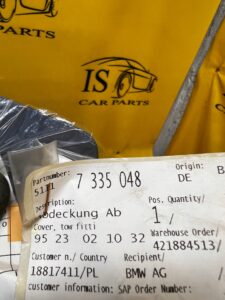 CAR PARTS
IS
CAR PARTS
Origin:
DE
Partnumber:
5111 7 335 048
Pos. Quantity/
Abdeckung Ab
1 /
Cover, tow fitti
Warehouse Order/
95 23 02 10 32
421884513/
Customer n./ Country
Recipient/
18817411/PL
BMW AG /
customer information:
SAP Order Number: